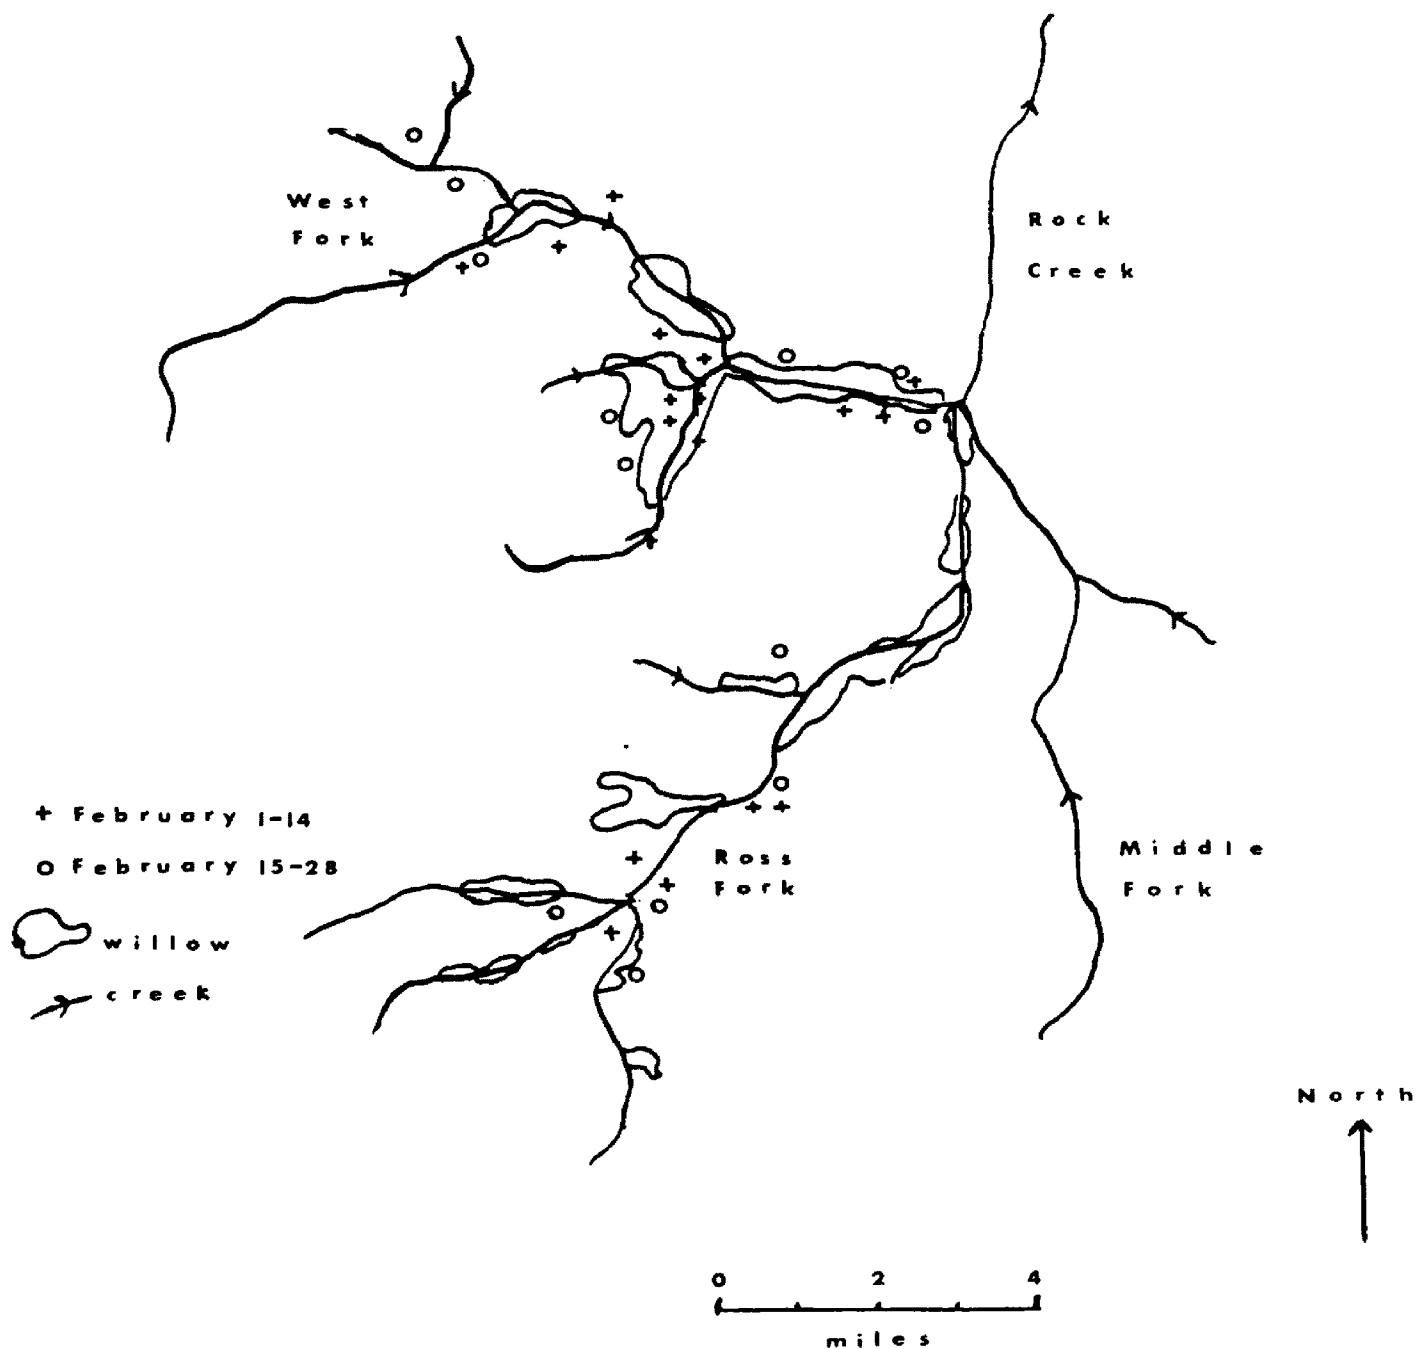 West
Fork
Rock
Creek
+ February 1-14
o February 15-28
willow
creek
Ross
Fork
Middle
Fork
North
0 2 4
miles